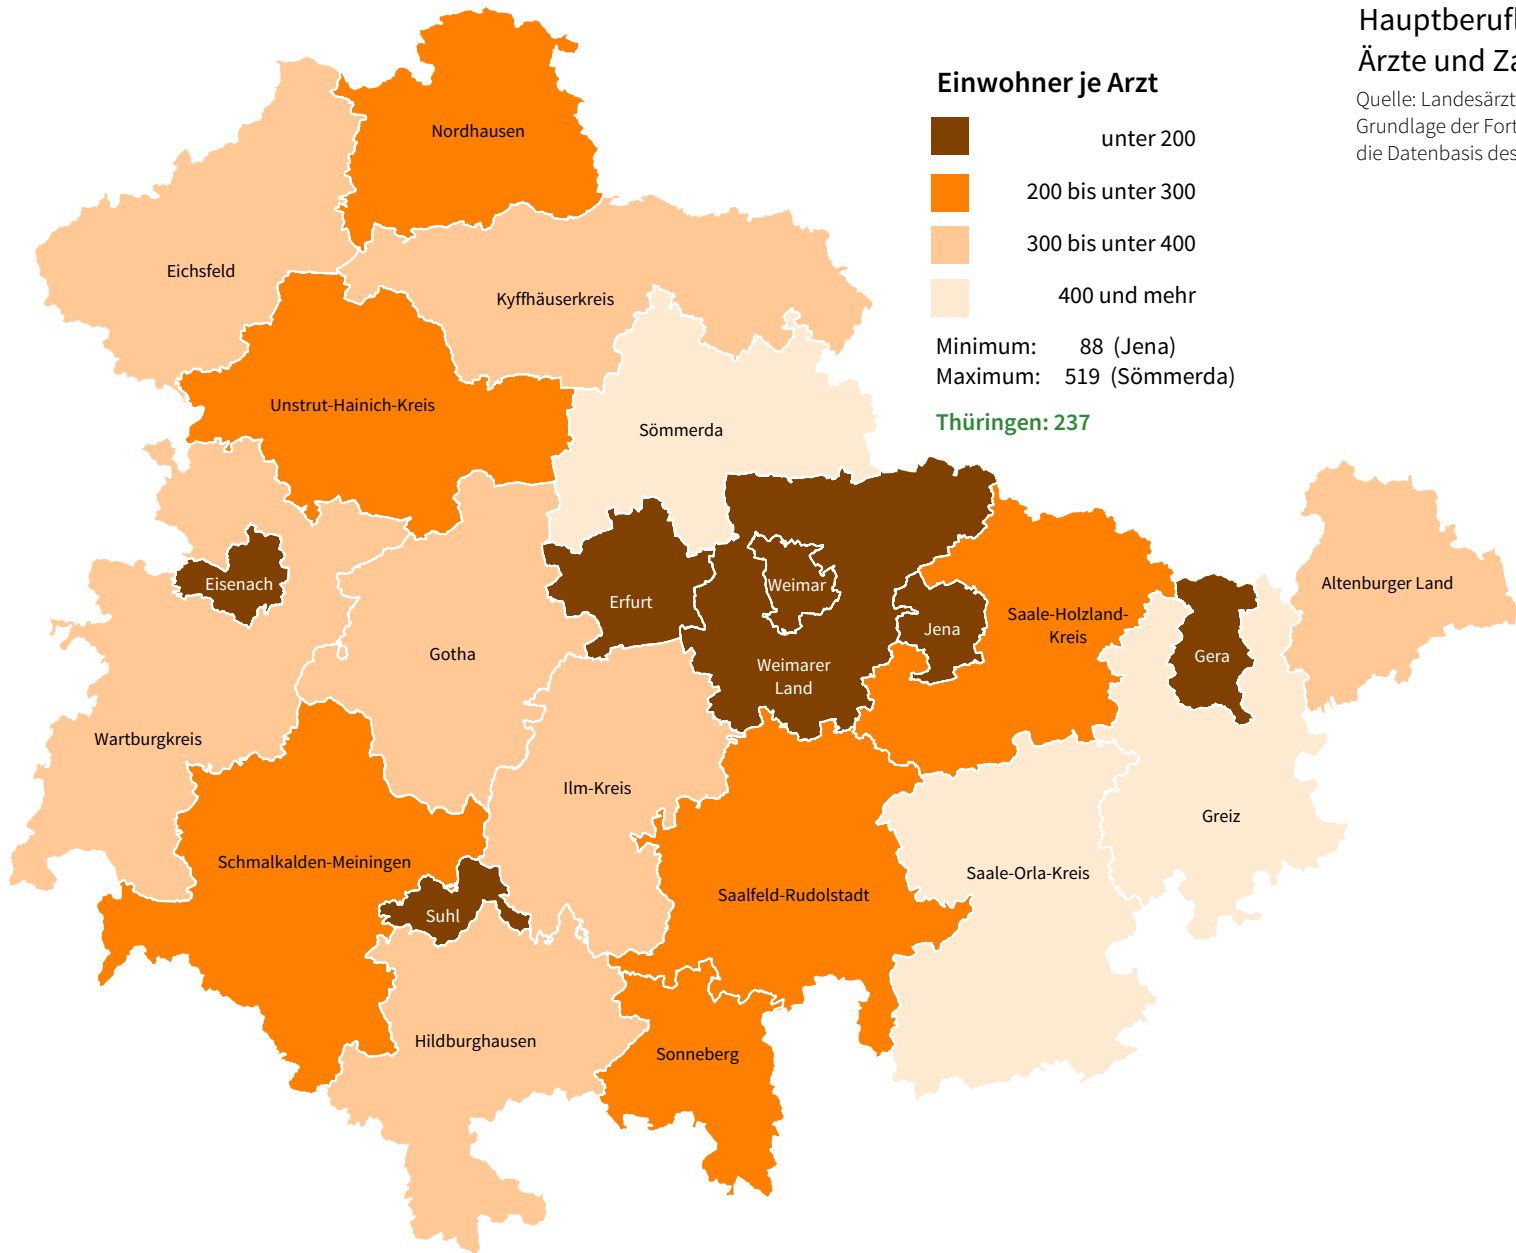 Hauptberufl
Ärzte und Za
Quelle: Landesärzt
Grundlage der Fort
die Datenbasis des
Einwohner je Arzt
unter 200
200 bis unter 300
300 bis unter 400
400 und mehr
Minimum: 88 (Jena)
Maximum: 519 (Sömmerda)
Thüringen: 237
Nordhausen
Eichsfeld
Kyffhäuserkreis
Unstrut-Hainich-Kreis
Sömmerda
Eisenach
Erfurt
Weimar
Altenburger Land
Saale-Holzland-
Kreis
Jena
Gotha
Gera
Weimarer
Land
Wartburgkreis
Ilm-Kreis
Greiz
Schmalkalden-Meiningen
Saale-Orla-Kreis
Saalfeld-Rudolstadt
Suhl
Hildburghausen
Sonneberg